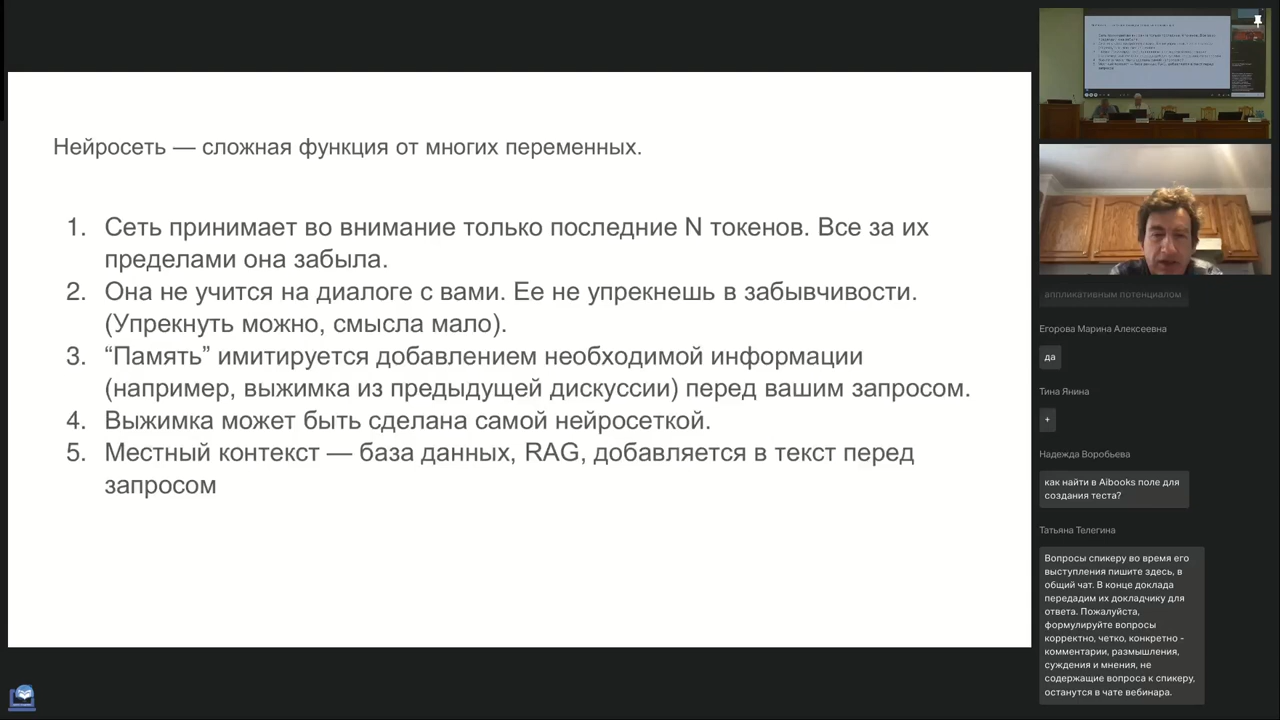 Нейросеть — сложная функция от многих переменных.
1. Сеть принимает во внимание только последние N токенов. Все за их
пределами она забыла.
2. Она не учится на диалоге с вами. Ее не упрекнешь в забывчивости.
(Упрекнуть можно, смысла мало).
3. “Память” имитируется добавлением необходимой информации
(например, выжимка из предыдущей дискуссии) перед вашим запросом.
4. Выжимка может быть сделана самой нейросеткой.
5. Местный контекст — база данных, RAG, добавляется в текст перед
запросом
аппликативным потенциалом
Егорова Марина Алексеевна
да
Тина Янина
+
Надежда Воробьева
как найти в Aibooks поле для
создания теста?
Татьяна Телегина
Вопросы спикеру во время его
выступления пишите здесь, в
общий чат. В конце доклада
передадим их докладчику для
ответа. Пожалуйста,
формулируйте вопросы
корректно, четко, конкретно -
комментарии, размышления,
суждения и мнения, не
содержащие вопроса к спикеру,
останутся в чате вебинара.